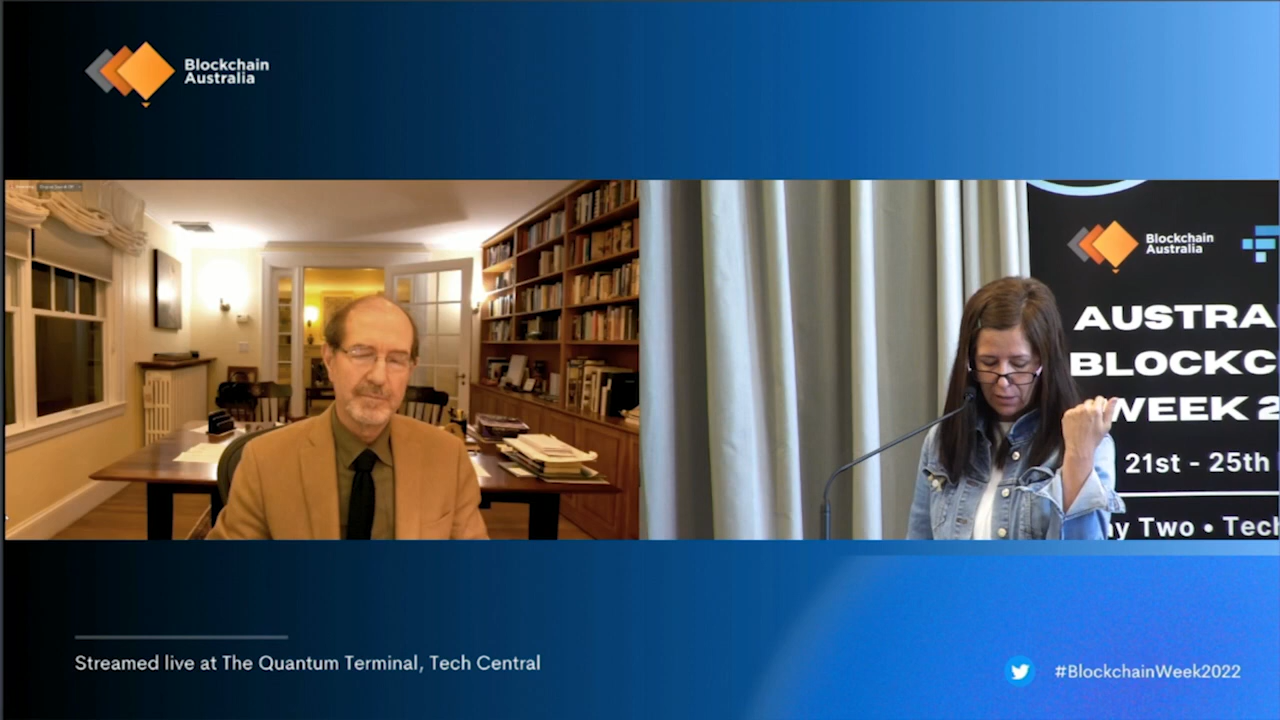 Blockchain
Australia
Blockchain
Australia
AUSTRA
BLOCKC
WEEK 2
21st - 25th
ay Two • Tech
Streamed live at The Quantum Terminal, Tech Central
#BlockchainWeek2022